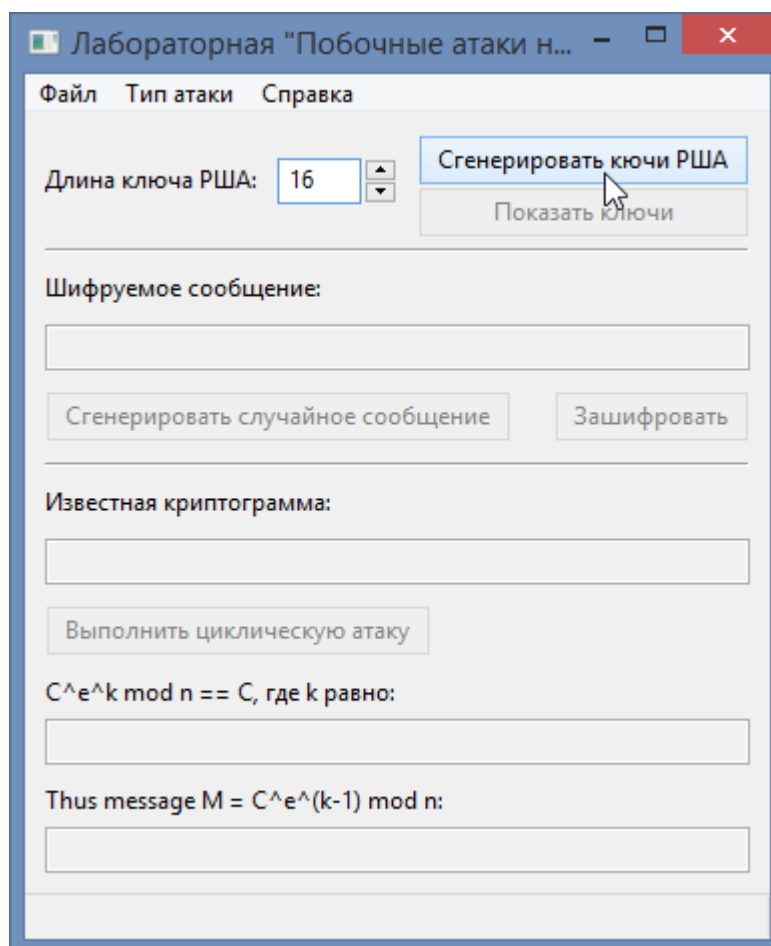 Лабораторная "Побочные атаки н...
Файл Тип атаки Справка
Длина ключа РША: 16
Сгенерировать кючи РША
Показать ключи
Шифруемое сообщение:
Сгенерировать случайное сообщение Зашифровать
Известная криптограмма:
Выполнить циклическую атаку
C^e^k mod n == C, где k равно:
Thus message M = C^e^(k-1) mod n: